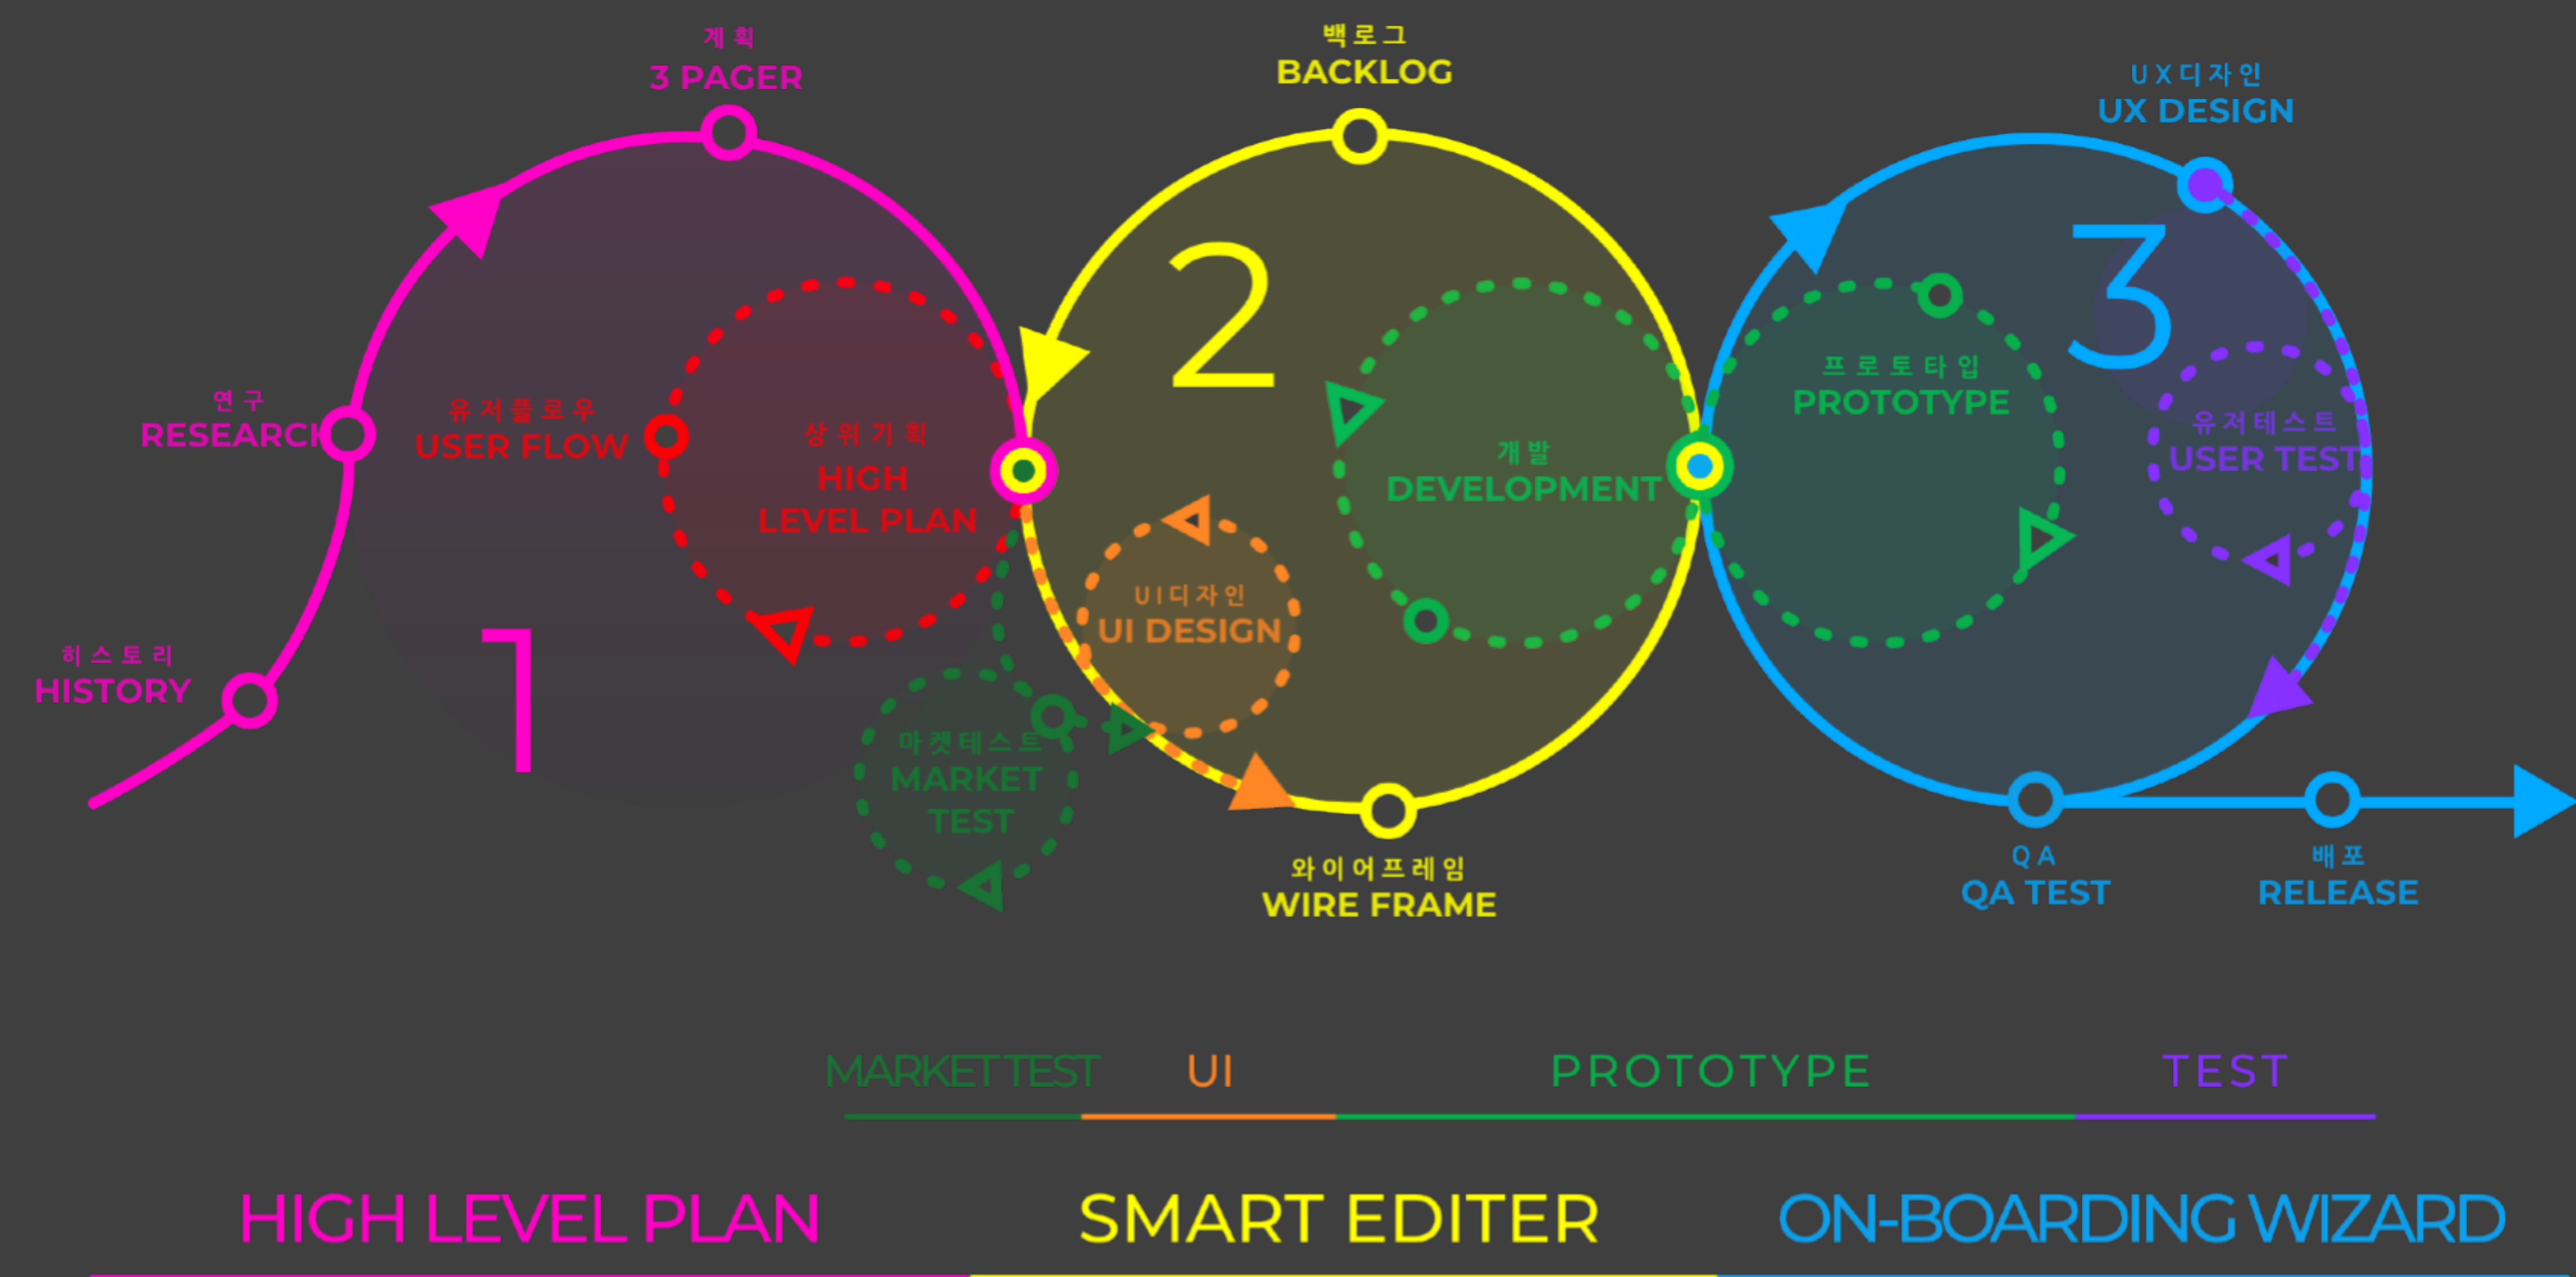 계획
3 PAGER
백로그
BACKLOG
UX디자인
UX DESIGN
2
3
연구
RESEARCH
유저플로우
USER FLOW
상위기획
HIGH
LEVEL PLAN
개발
DEVELOPMENT
프로토타입
PROTOTYPE
유저테스트
USER TEST
UI디자인
UI DESIGN
히스토리
HISTORY
1
마켓테스트
MARKET
TEST
와이어프레임
WIRE FRAME
QA
QA TEST
배포
RELEASE
MARKET TEST
UI
PROTOTYPE
TEST
HIGH LEVEL PLAN
SMART EDITER
ON-BOARDING WIZARD